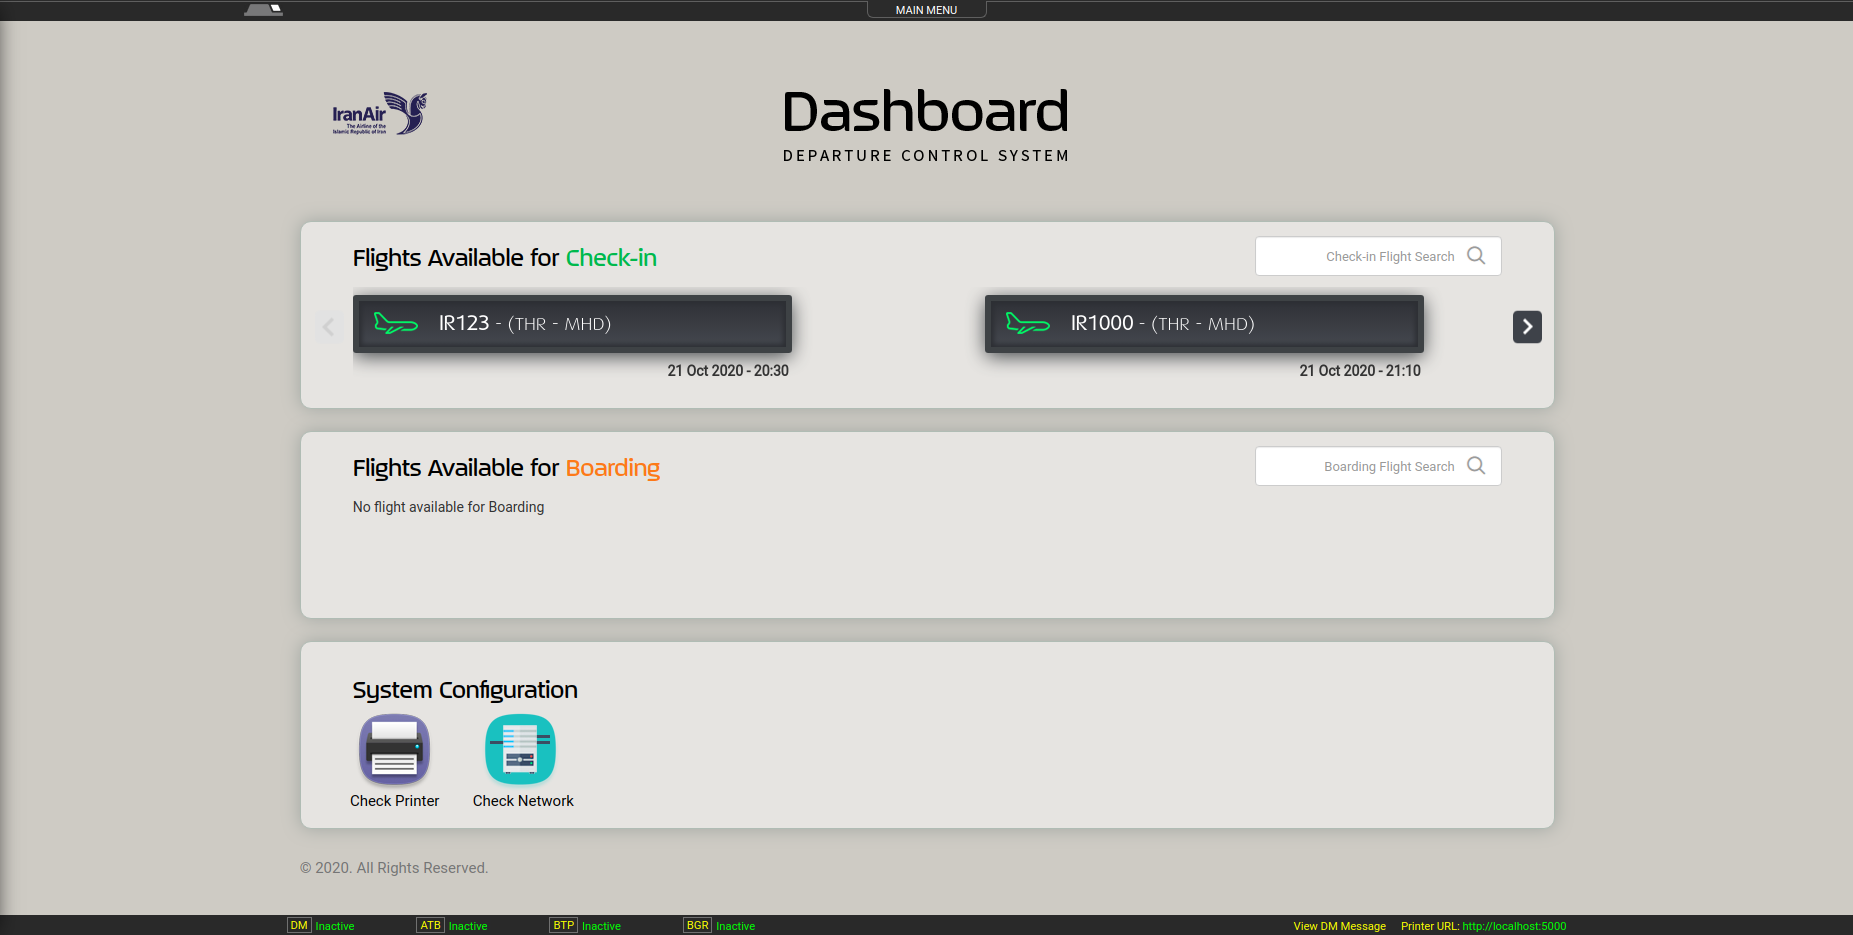 MAIN MENU
IranAir
The Airline of the
Islamic Republic of Iran
Dashboard
DEPARTURE CONTROL SYSTEM
Flights Available for Check-in
Check-in Flight Search
IR123 - (THR - MHD)
21 Oct 2020 - 20:30
IR1000 - (THR - MHD)
21 Oct 2020 - 21:10
Flights Available for Boarding
Boarding Flight Search
No flight available for Boarding
System Configuration
Check Printer
Check Network
© 2020. All Rights Reserved.
DM Inactive ATB Inactive BTP Inactive BGR Inactive View DM Message Printer URL: http://localhost:5000